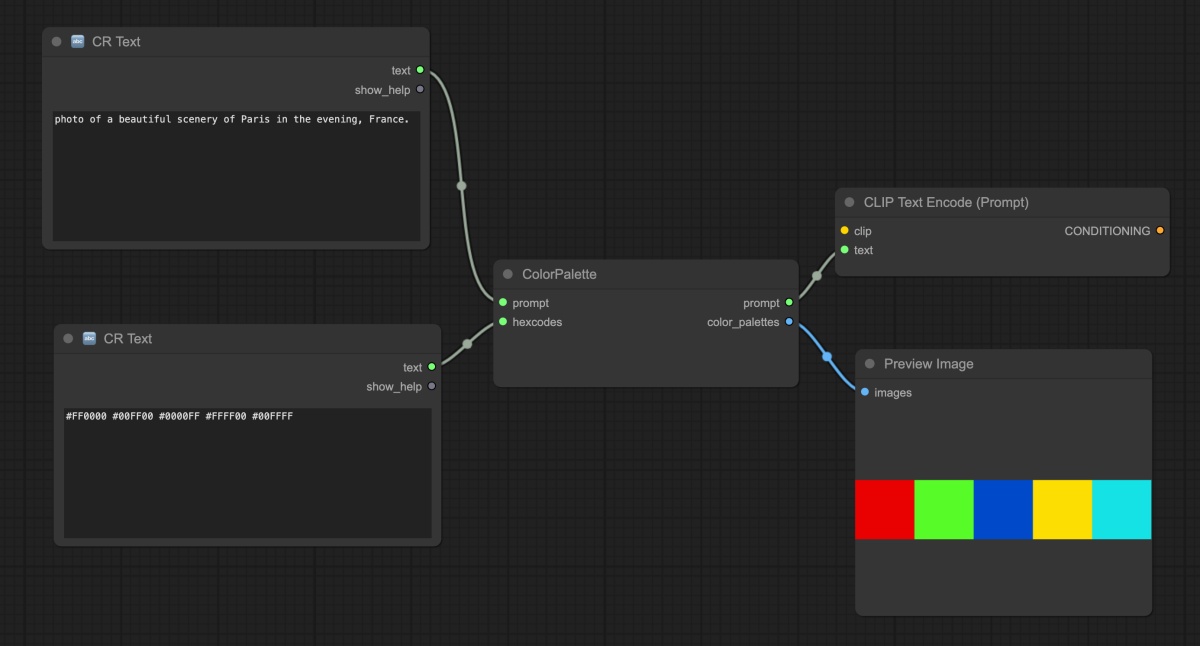 abc CR Text
text
show_help
photo of a beautiful scenery of Paris in the evening, France.
abc CR Text
text
show_help
#FF0000 #00FF00 #0000FF #FFFF00 #00FFFF
ColorPalette
prompt prompt
hexcodes color_palettes
CLIP Text Encode (Prompt)
clip CONDITIONING
text
Preview Image
images